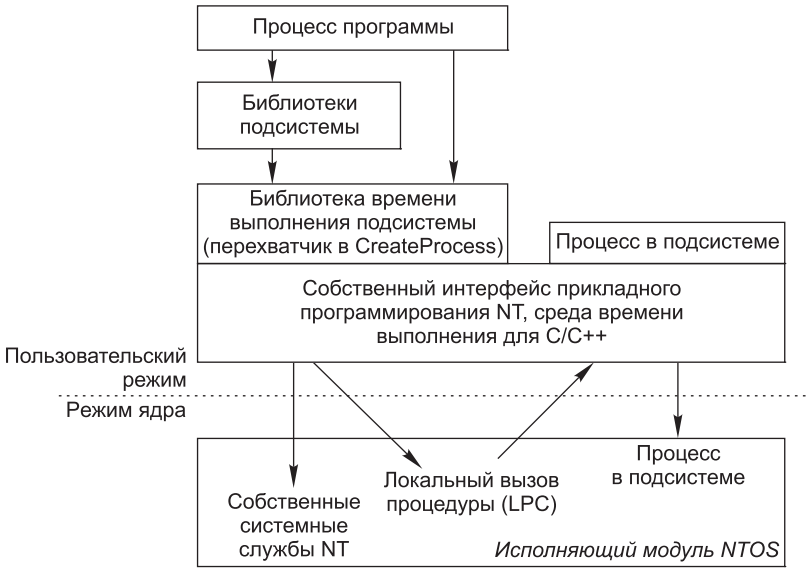 Процесс программы
Библиотеки
подсистемы
Библиотека времени
выполнения подсистемы
(перехватчик в CreateProcess)
Процесс в подсистеме
Собственный интерфейс прикладного
программирования NT, среда времени
выполнения для C/C++
Пользовательский
режим
Режим ядра
Процесс
в подсистеме
Локальный вызов
процедуры (LPC)
Собственные
системные
службы NT
Исполняющий модуль NTOS